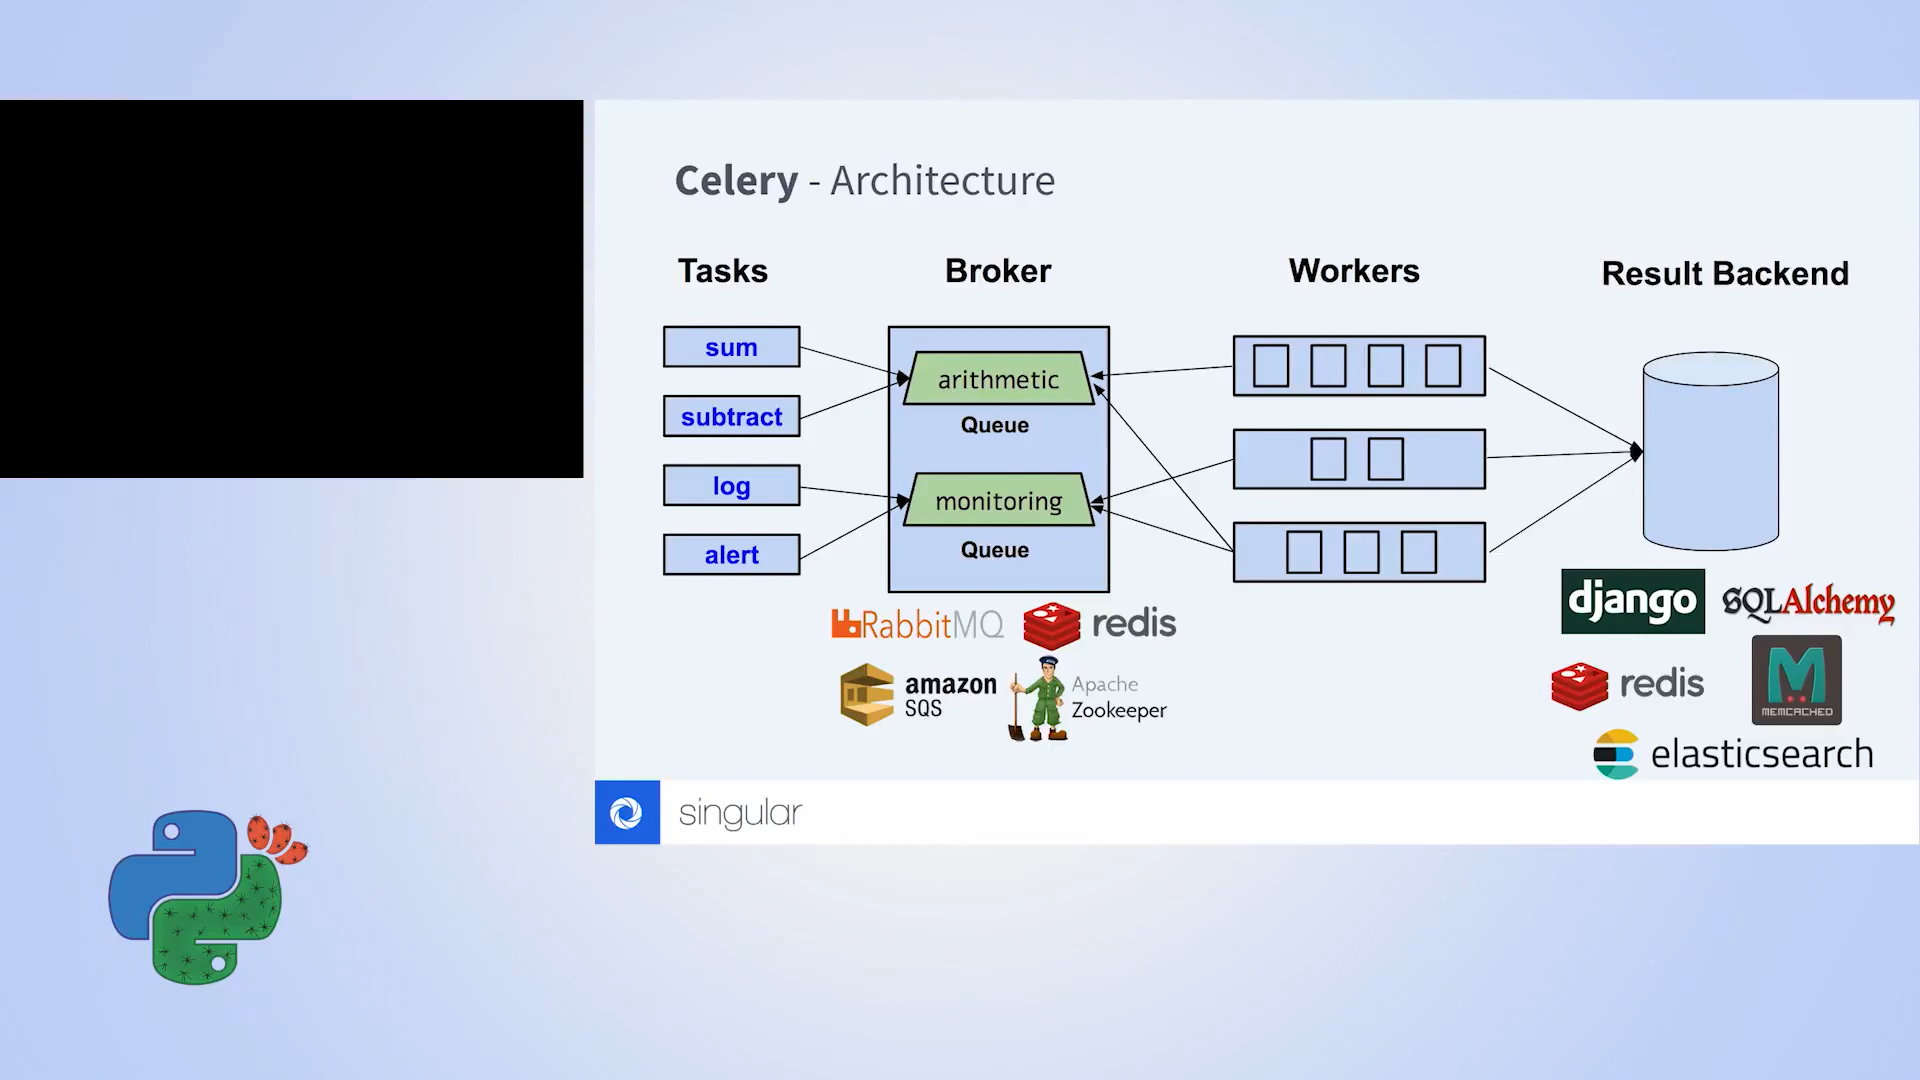 Celery - Architecture
Tasks
Broker
Workers
Result Backend
sum
subtract
log
alert
arithmetic
Queue
monitoring
Queue
RabbitMQ
redis
amazon
SQS
Apache
Zookeeper
django
SQLAlchemy
redis
MEMCACHED
elasticsearch
singular